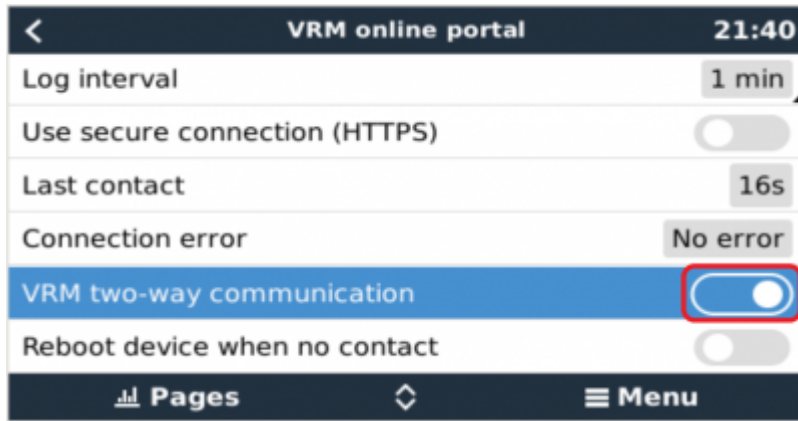 VRM online portal 21:40
Log interval 1 min
Use secure connection (HTTPS)
Last contact 16s
Connection error No error
VRM two-way communication
Reboot device when no contact
Pages Menu